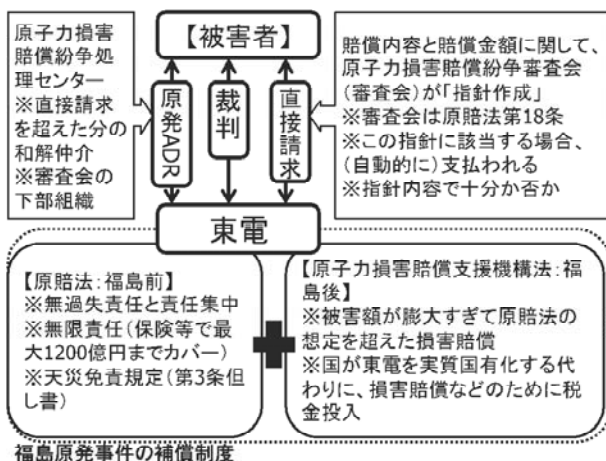 原子力損害
賠償紛争処
理センター
※直接請求
を超えた分の
和解仲介
※審査会の
下部組織
【被害者】
原発ADR
裁判
直接請求
東電
賠償内容と賠償金額に関して、
原子力損害賠償紛争審査会
(審査会)が「指針作成」
※審査会は原賠法第18条
※この指針に該当する場合、
(自動的に)支払われる
※指針内容で十分か否か
【原賠法:福島前】
※無過失責任と責任集中
※無限責任(保険等で最
大1200億円までカバー)
※天災免責規定(第3条但
し書)
【原子力損害賠償支援機構法:福
島後】
※被害額が膨大すぎて原賠法の
想定を超えた損害賠償
※国が東電を実質国有化する代
わりに、損害賠償などのために税
金投入
福島原発事件の補償制度